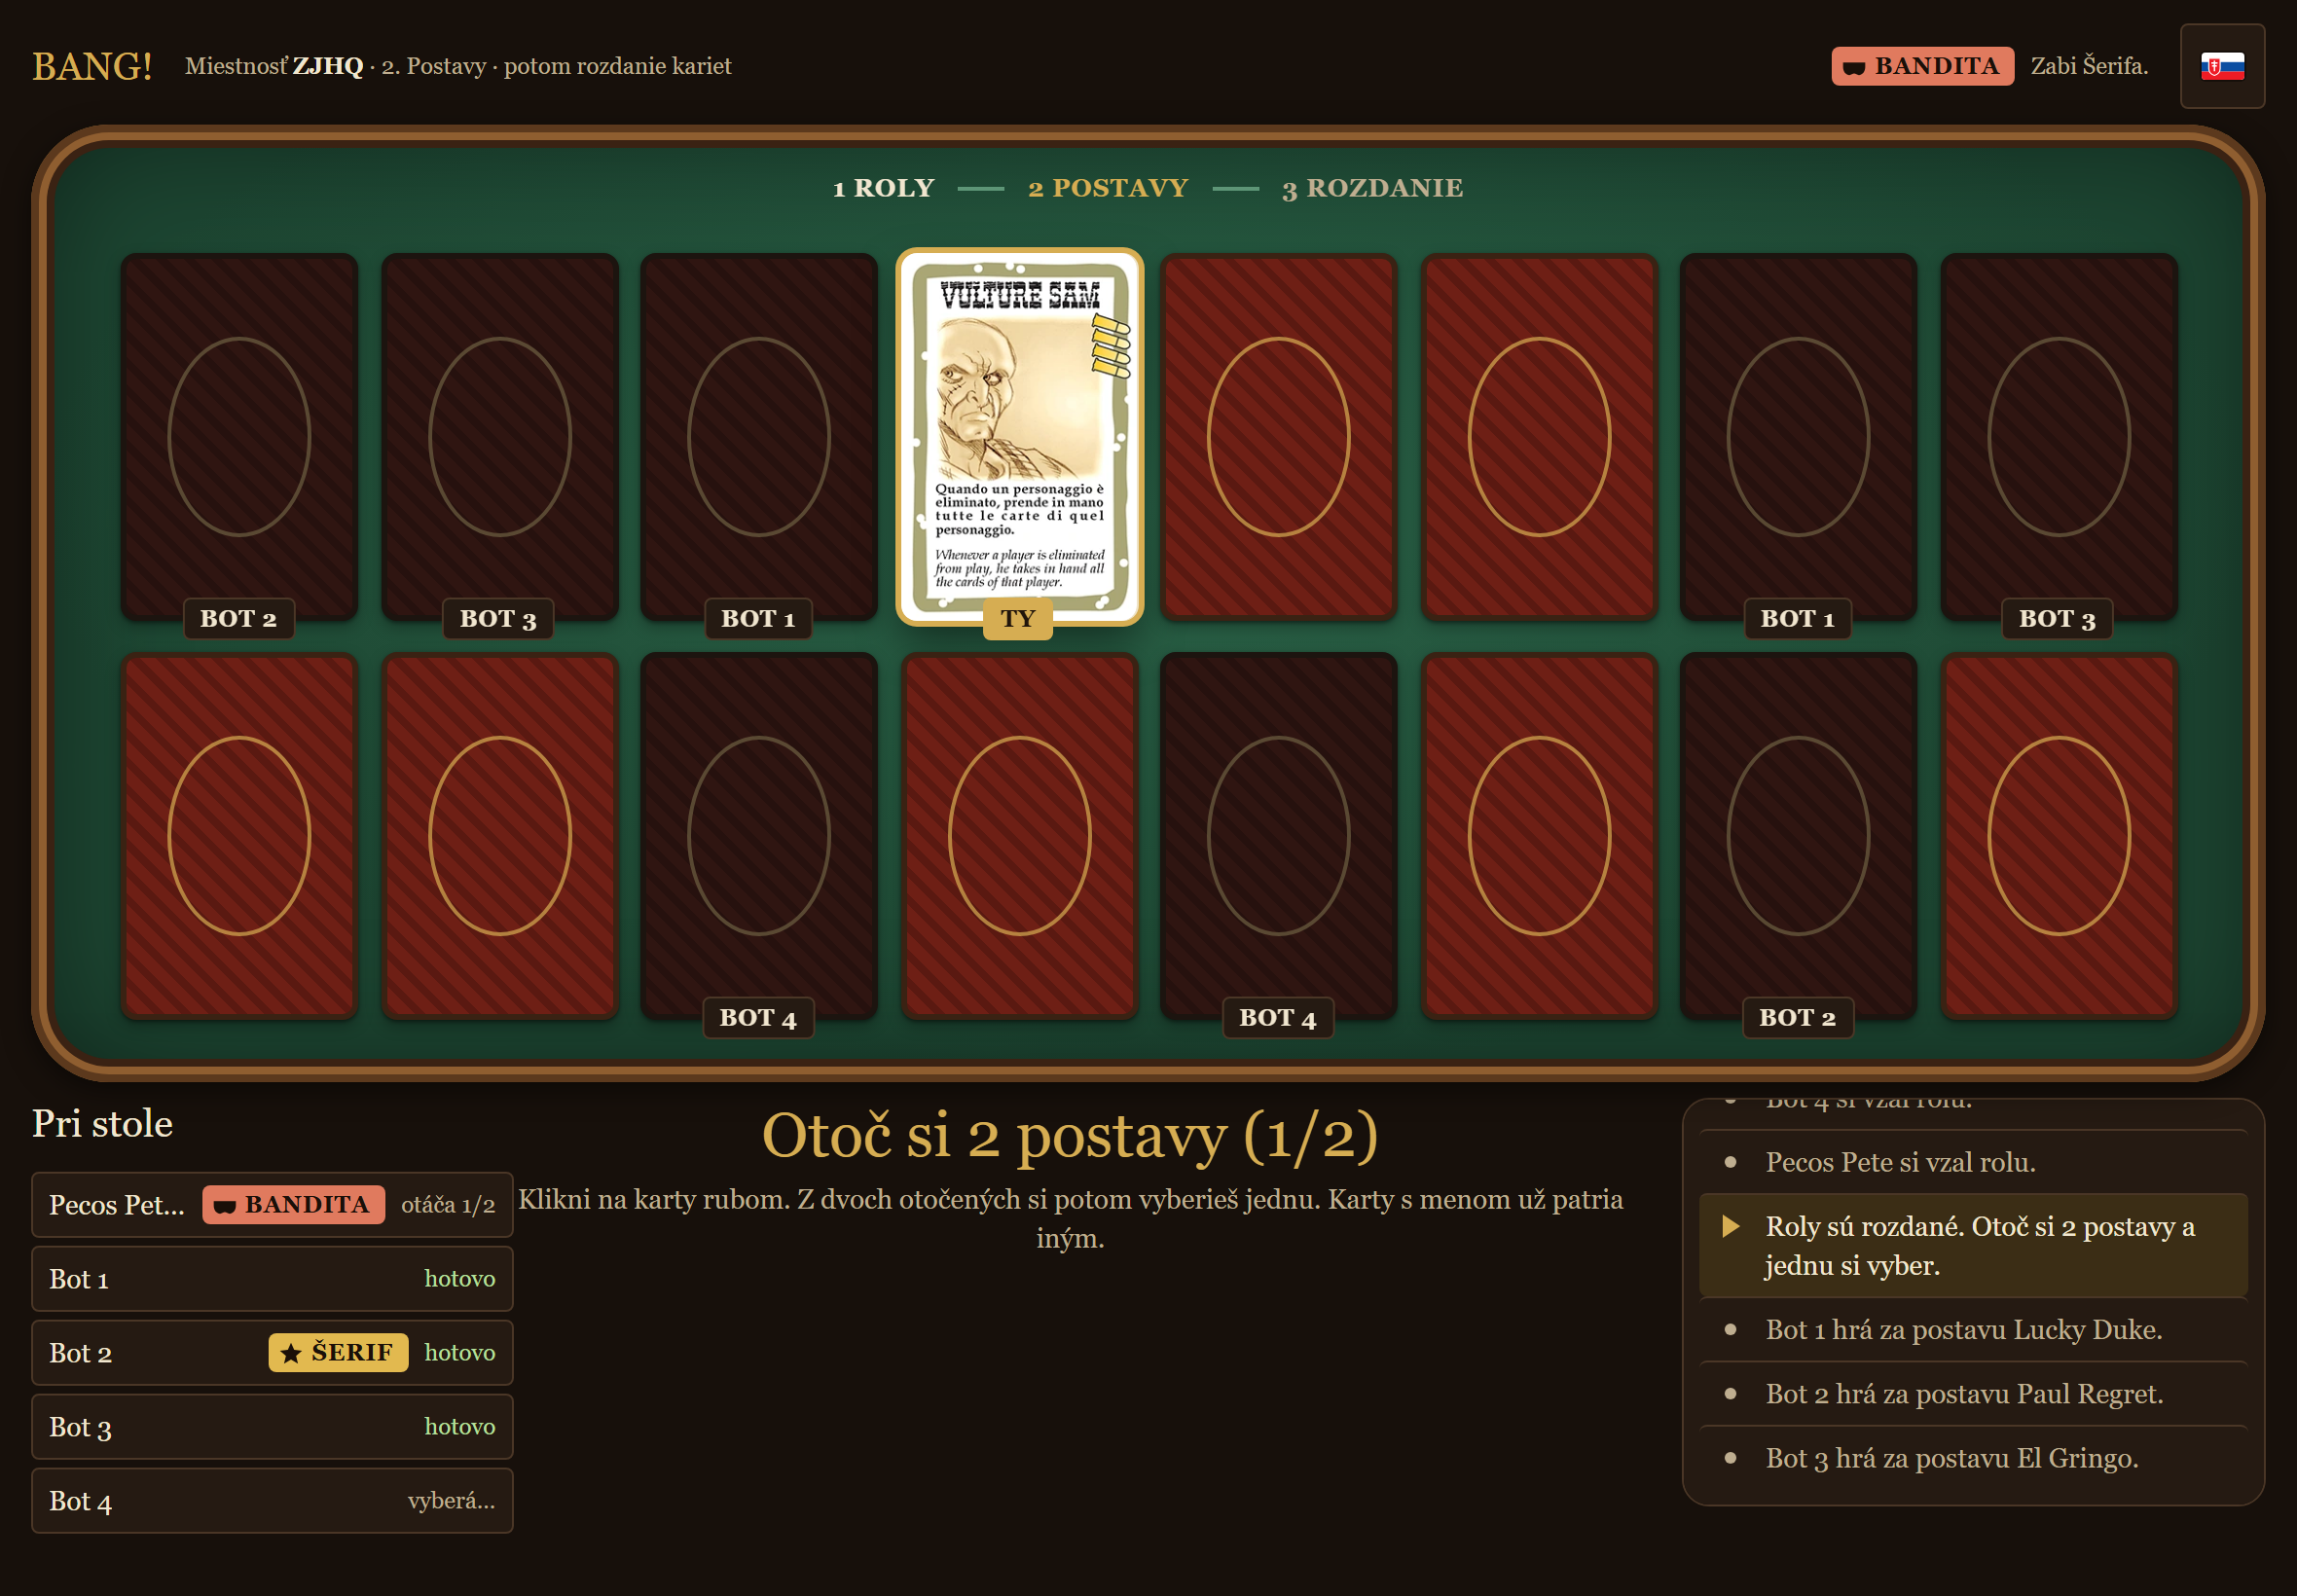 BANG!
Miestnosť ZJHQ · 2. Postavy · potom rozdanie kariet
BANDITA
Zabi Šerifa.
1 ROLY
2 POSTAVY
3 ROZDANIE
VULTURE SAM
Quando un personaggio è
eliminato, prende in mano
tutte le carte di quel
personaggio.
Whenever a player is eliminated
from play, he takes in hand all
the cards of that player.
BOT 2
BOT 3
BOT 1
TY
BOT 1
BOT 3
BOT 4
BOT 4
BOT 2
Pri stole
Pecos Pet...
BANDITA
otáča 1/2
Bot 1
hotovo
Bot 2
ŠERIF
hotovo
Bot 3
hotovo
Bot 4
vyberá...
Otoč si 2 postavy (1/2)
Klikni na karty rubom. Z dvoch otočených si potom vyberieš jednu. Karty s menom už patria
iným.
Bot 4 si vzal rolu.
Pecos Pete si vzal rolu.
Roly sú rozdané. Otoč si 2 postavy a
jednu si vyber.
Bot 1 hrá za postavu Lucky Duke.
Bot 2 hrá za postavu Paul Regret.
Bot 3 hrá za postavu El Gringo.